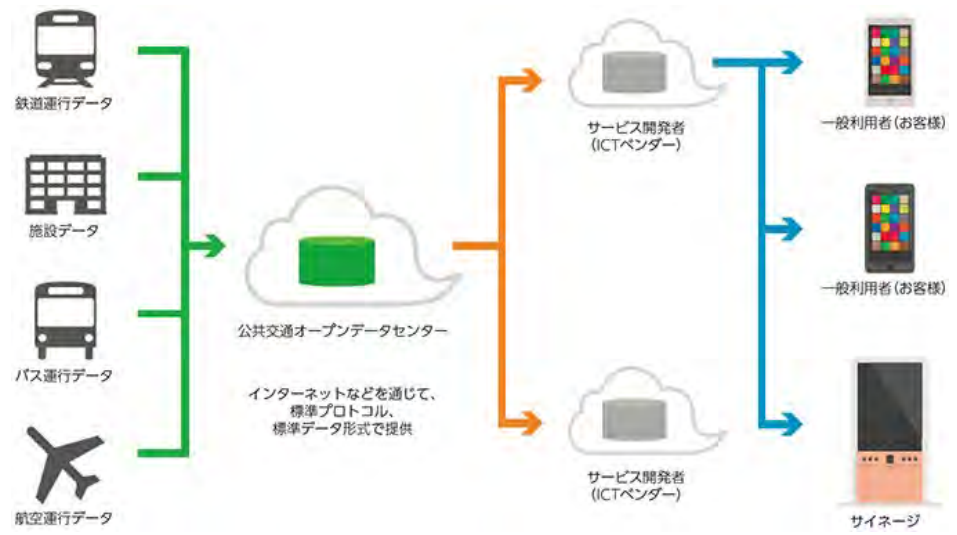 鉄道運行データ
施設データ
バス運行データ
航空運行データ
公共交通オープンデータセンター
インターネットなどを通じて、
標準プロトコル、
標準データ形式で提供
サービス開発者
(ICTベンダー)
サービス開発者
(ICTベンダー)
一般利用者(お客様)
一般利用者(お客様)
サイネージ